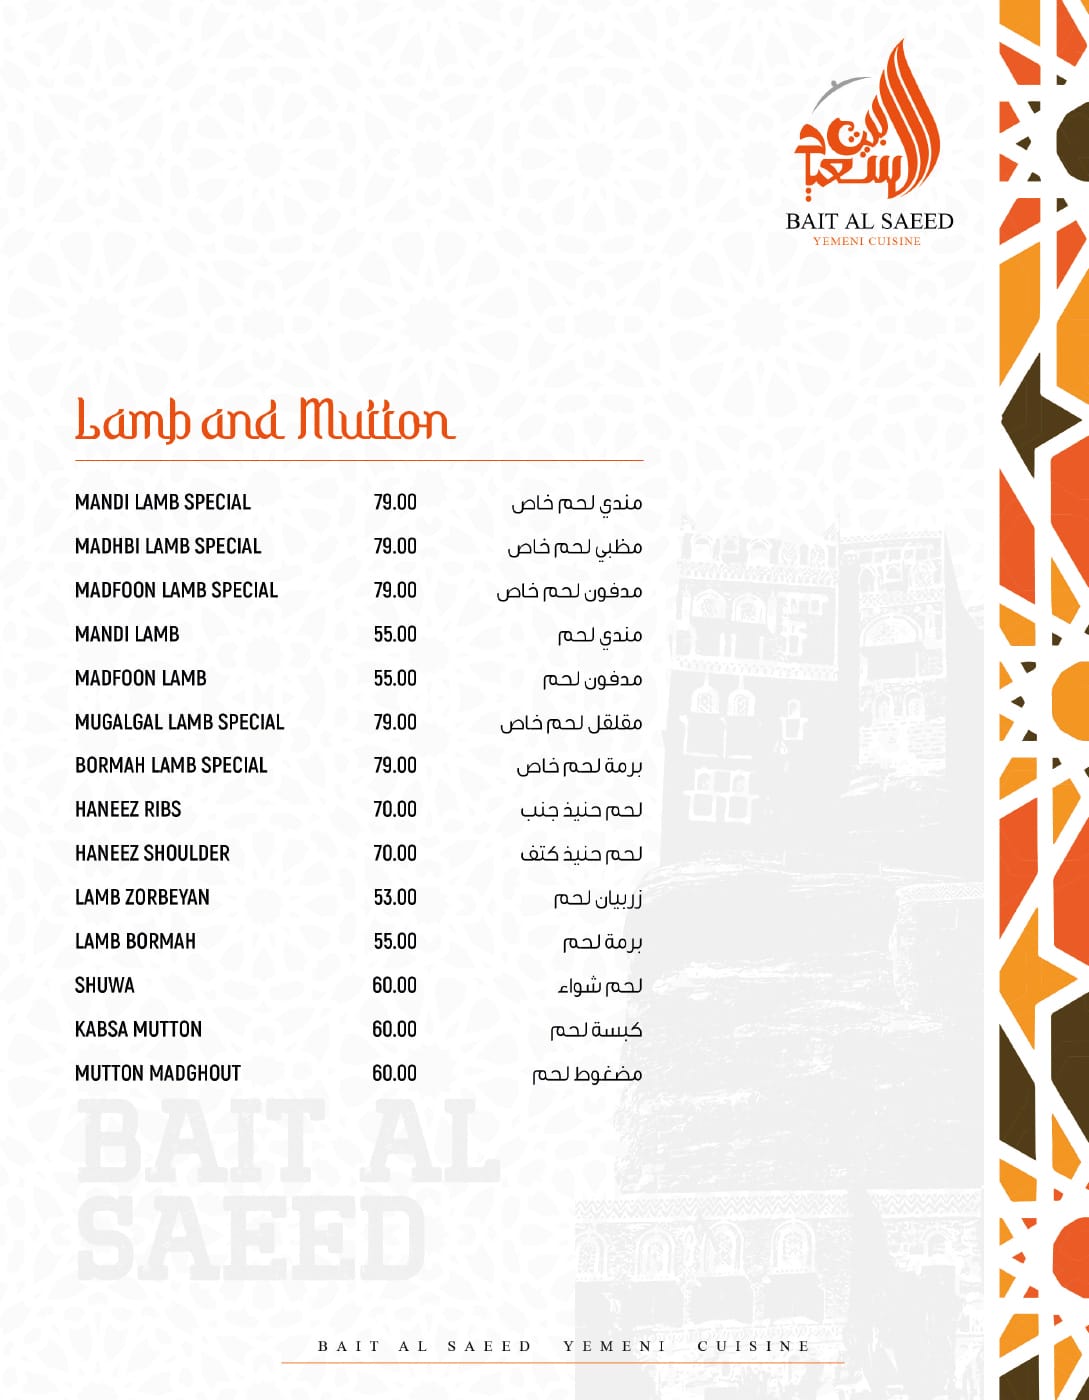 بيت السعيد
BAIT AL SAEED
YEMENI CUISINE
Lamb and Mutton
MANDI LAMB SPECIAL 79.00 مندي لحم خاص
MADHBI LAMB SPECIAL 79.00 مظبي لحم خاص
MADFOON LAMB SPECIAL 79.00 مدفون لحم خاص
MANDI LAMB 55.00 مندي لحم
MADFOON LAMB 55.00 مدفون لحم
MUGALGAL LAMB SPECIAL 79.00 مقلقل لحم خاص
BORMAH LAMB SPECIAL 79.00 برمة لحم خاص
HANEEZ RIBS 70.00 لحم حنيذ جنب
HANEEZ SHOULDER 70.00 لحم حنيذ كتف
LAMB ZORBEYAN 53.00 زربيان لحم
LAMB BORMAH 55.00 برمة لحم
SHUWA 60.00 لحم شواء
KABSA MUTTON 60.00 كبسة لحم
MUTTON MADGHOUT 60.00 مضغوط لحم
BAIT AL
SAEED
BAIT AL SAEED YEMENI CUISINE